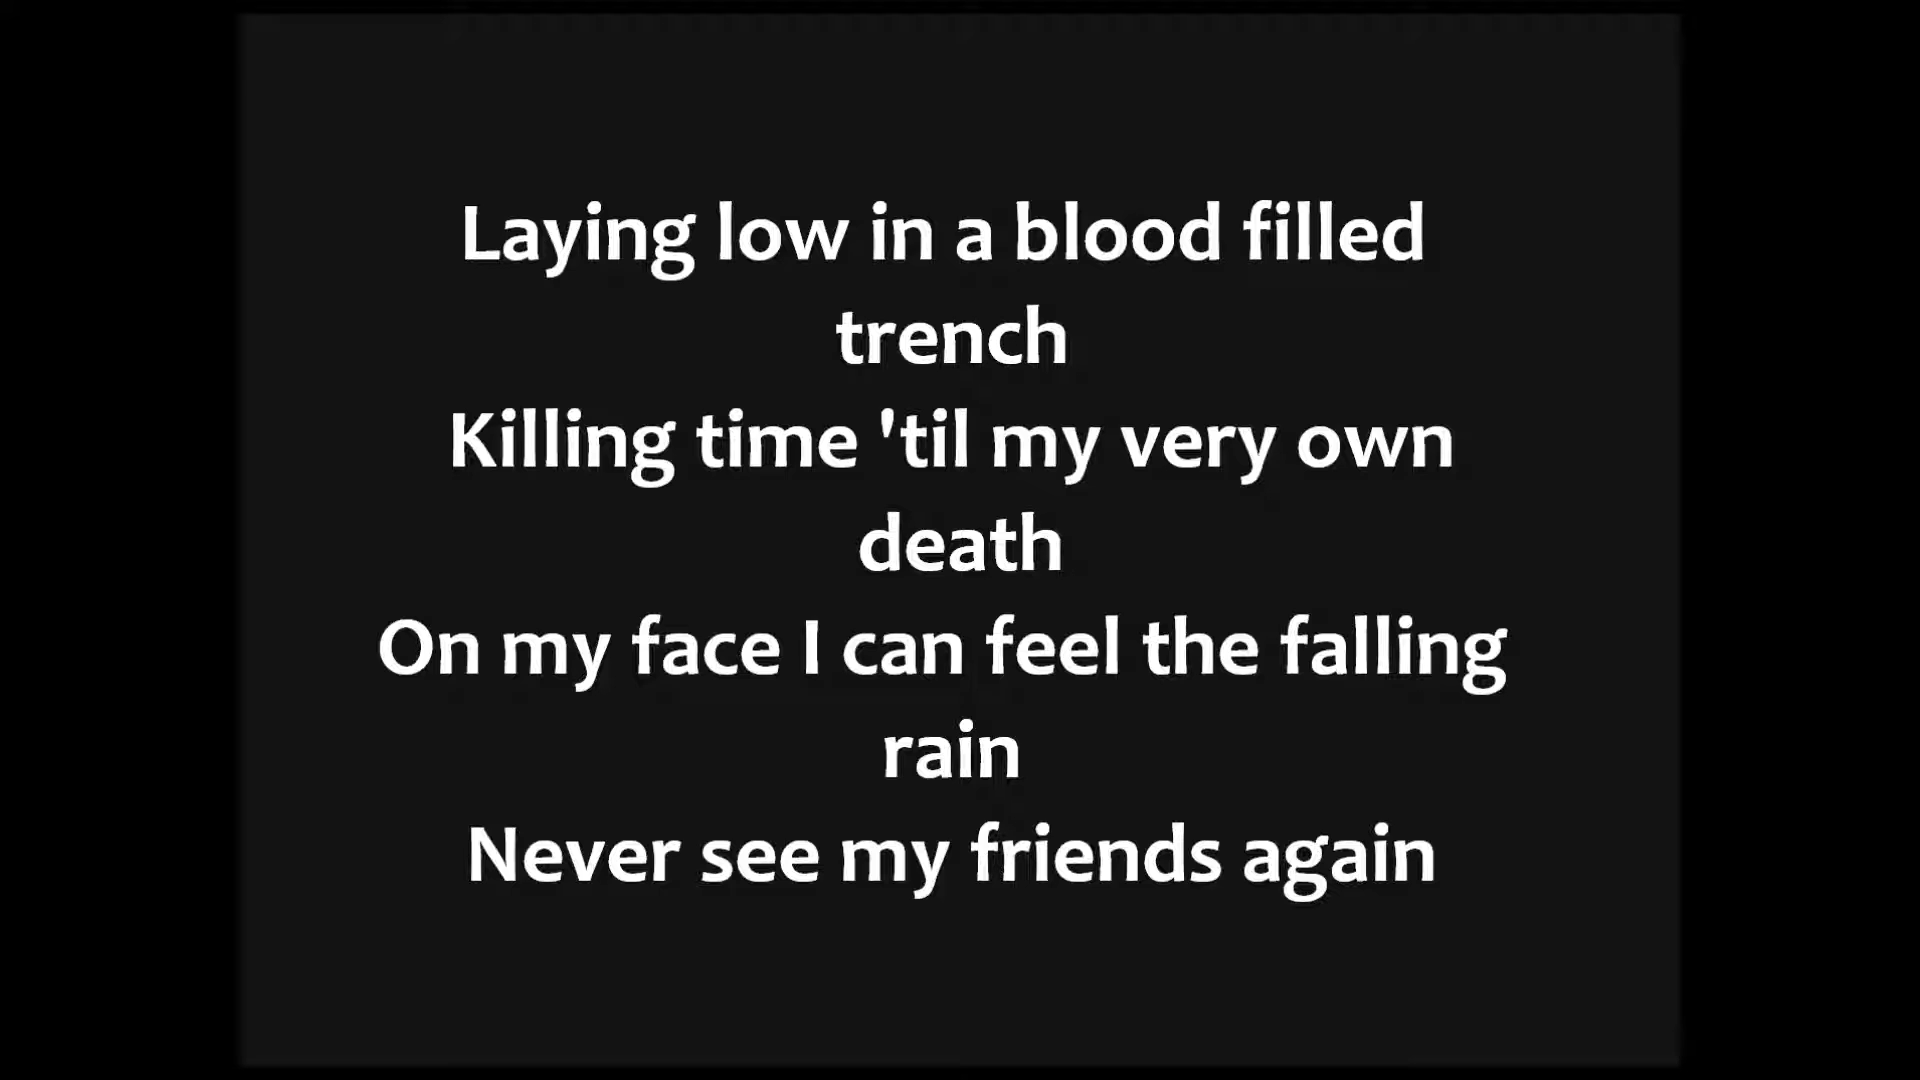 Laying low in a blood filled
trench
Killing time 'til my very own
death
On my face I can feel the falling
rain
Never see my friends again